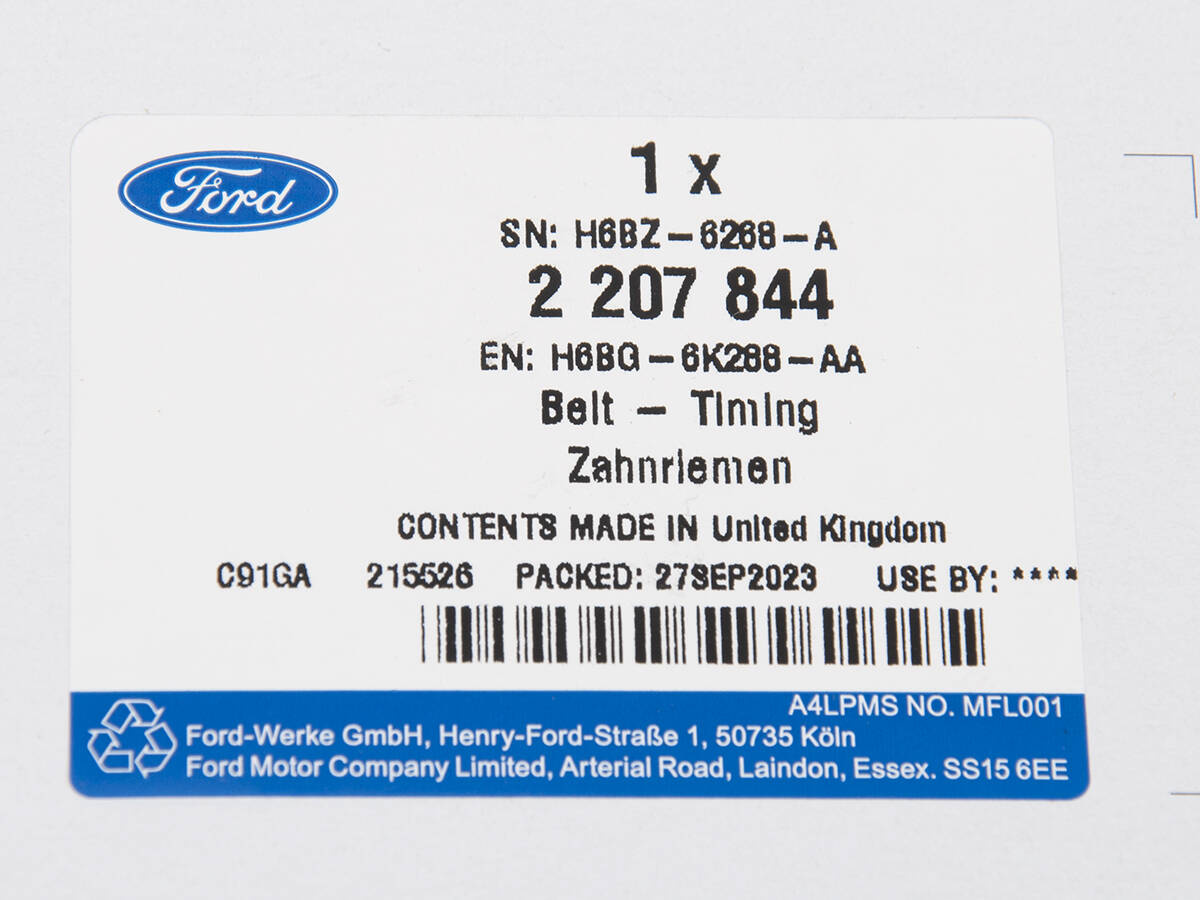 Ford
1 x
SN: H6BZ-6268-A
2 207 844
EN: H6BG-6K288-AA
Belt - Timing
Zahnriemen
CONTENTS MADE IN United Kingdom
C91GA 215526 PACKED: 27SEP2023 USE BY: ****
A4LPMS NO. MFL001
Ford-Werke GmbH, Henry-Ford-Straße 1, 50735 Köln
Ford Motor Company Limited, Arterial Road, Laindon, Essex. SS15 6EE